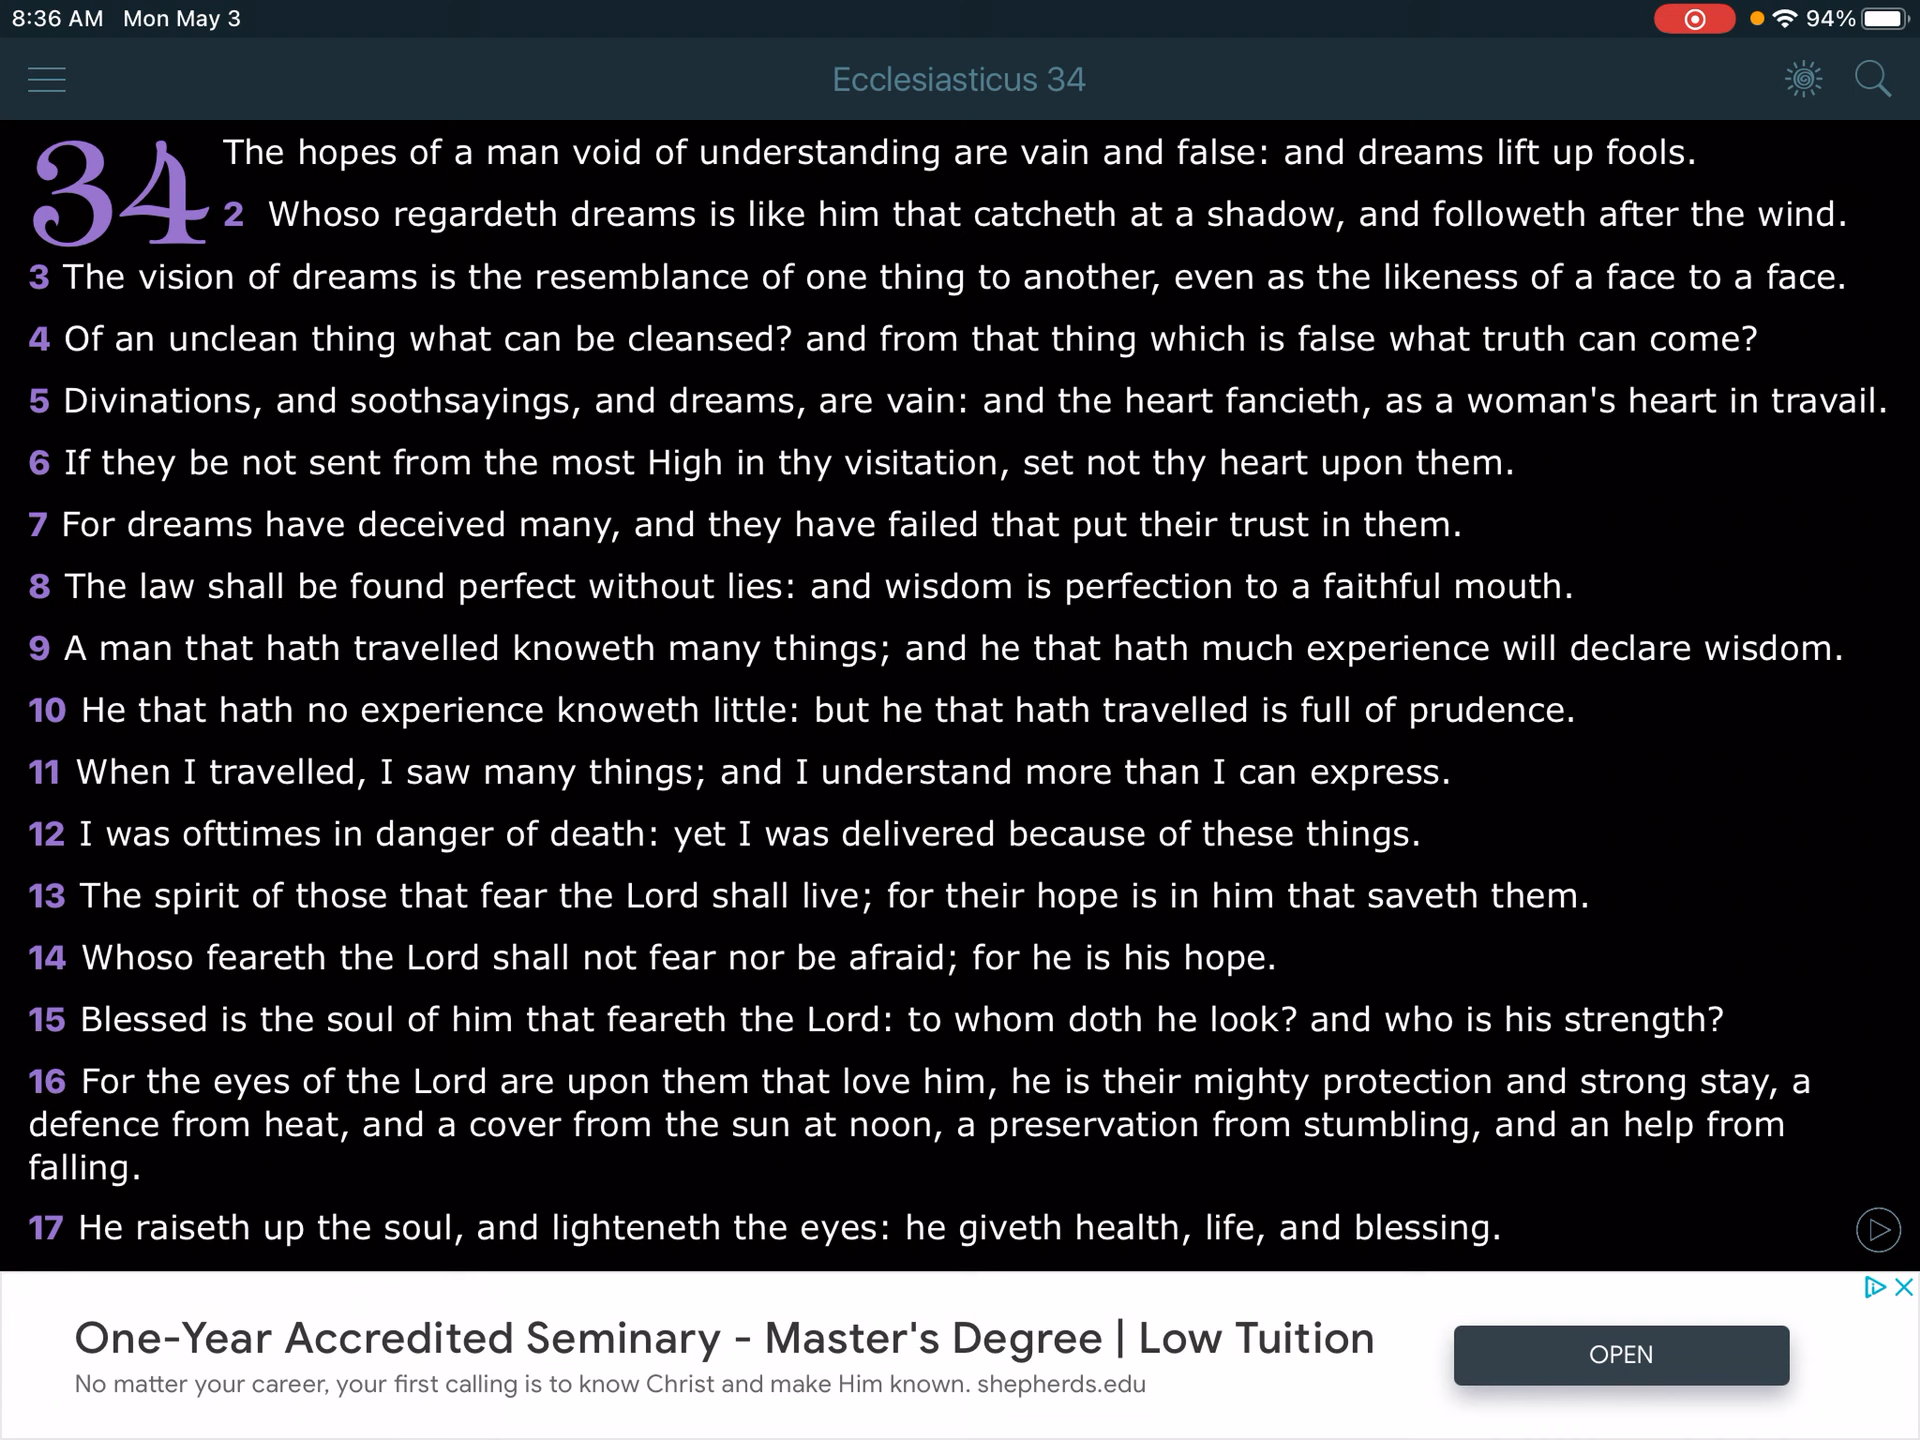 8:36 AM Mon May 3
94%
Ecclesiasticus 34
34 The hopes of a man void of understanding are vain and false: and dreams lift up fools.
2 Whoso regardeth dreams is like him that catcheth at a shadow, and followeth after the wind.
3 The vision of dreams is the resemblance of one thing to another, even as the likeness of a face to a face.
4 Of an unclean thing what can be cleansed? and from that thing which is false what truth can come?
5 Divinations, and soothsayings, and dreams, are vain: and the heart fancieth, as a woman's heart in travail.
6 If they be not sent from the most High in thy visitation, set not thy heart upon them.
7 For dreams have deceived many, and they have failed that put their trust in them.
8 The law shall be found perfect without lies: and wisdom is perfection to a faithful mouth.
9 A man that hath travelled knoweth many things; and he that hath much experience will declare wisdom.
10 He that hath no experience knoweth little: but he that hath travelled is full of prudence.
11 When I travelled, I saw many things; and I understand more than I can express.
12 I was ofttimes in danger of death: yet I was delivered because of these things.
13 The spirit of those that fear the Lord shall live; for their hope is in him that saveth them.
14 Whoso feareth the Lord shall not fear nor be afraid; for he is his hope.
15 Blessed is the soul of him that feareth the Lord: to whom doth he look? and who is his strength?
16 For the eyes of the Lord are upon them that love him, he is their mighty protection and strong stay, a
defence from heat, and a cover from the sun at noon, a preservation from stumbling, and an help from
falling.
17 He raiseth up the soul, and lighteneth the eyes: he giveth health, life, and blessing.
One-Year Accredited Seminary - Master's Degree | Low Tuition
No matter your career, your first calling is to know Christ and make Him known. shepherds.edu
OPEN